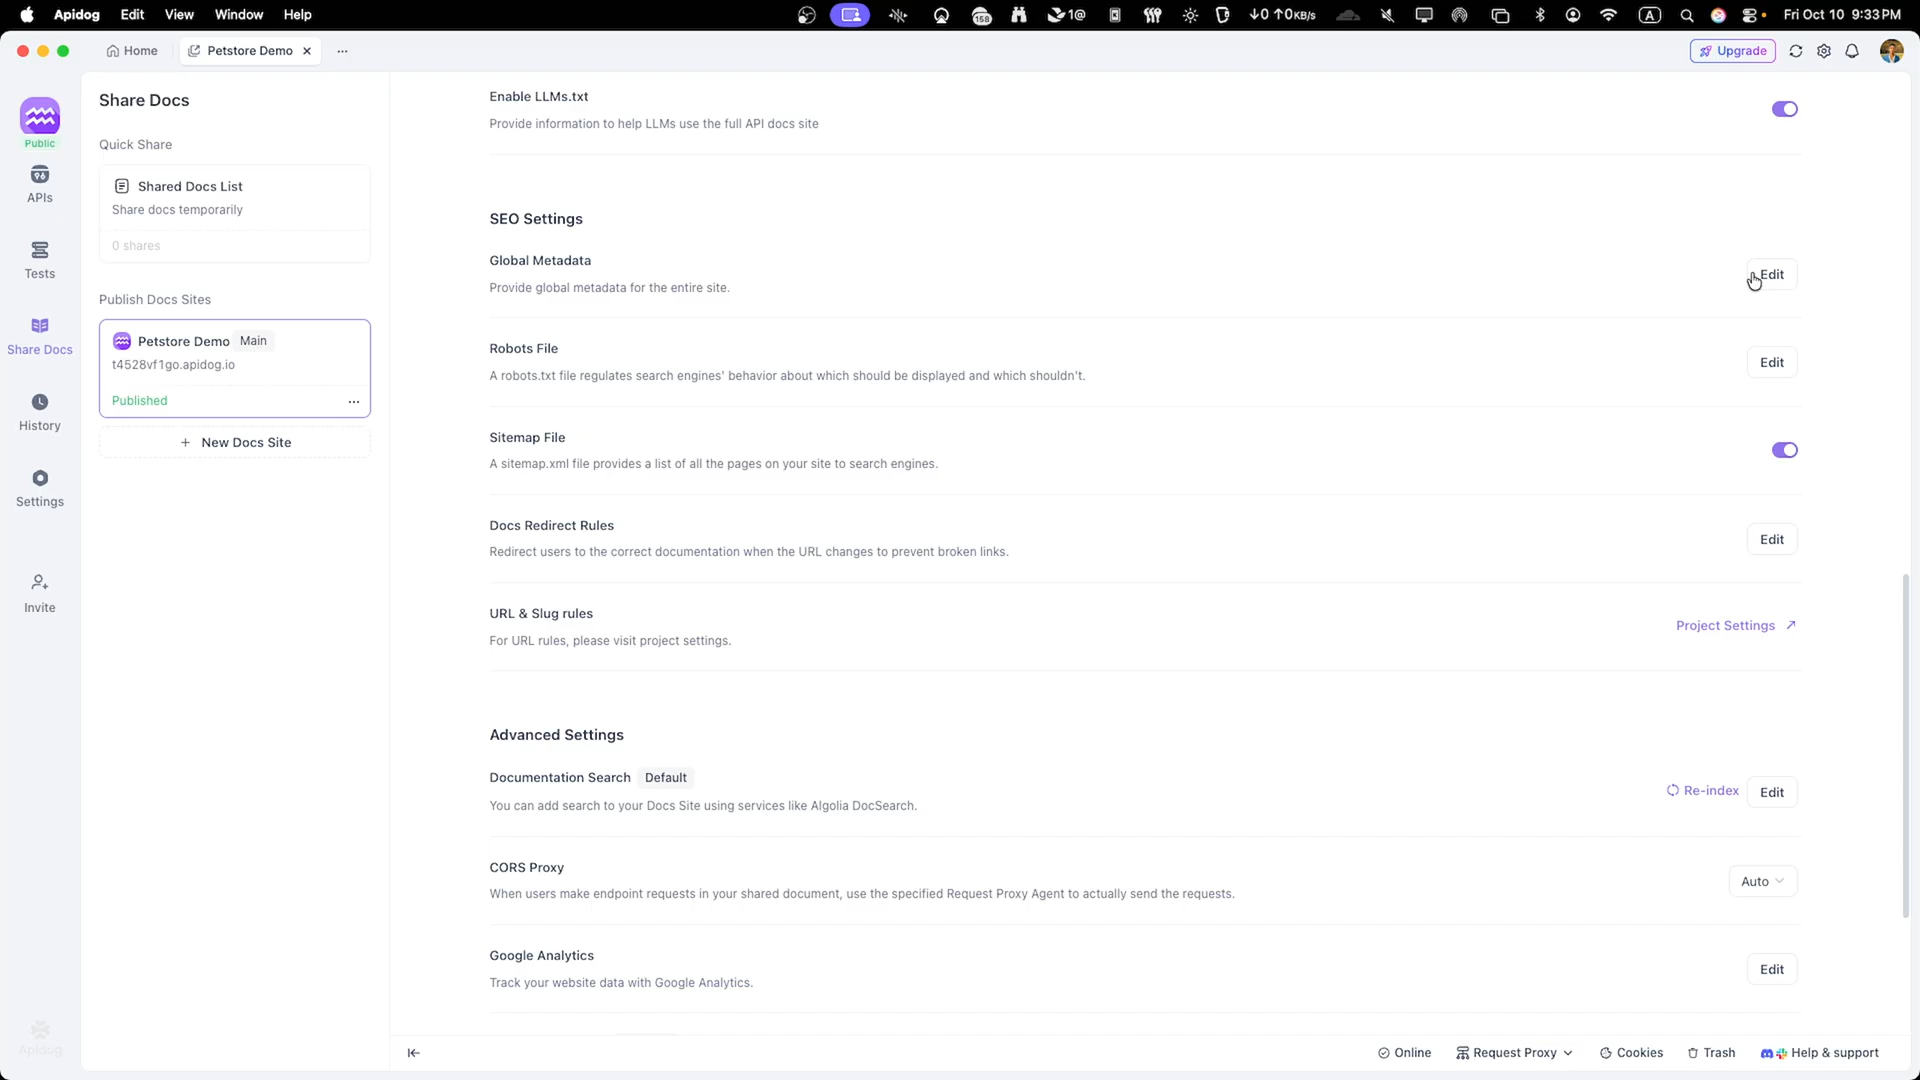 Apidog Edit View Window Help 158 1@ ↓0 ↑0KB/s A Fri Oct 10 9:33 PM
Home Petstore Demo × ... Upgrade
Share Docs
Quick Share
Shared Docs List
Share docs temporarily
0 shares
Publish Docs Sites
Petstore Demo Main
t4528vf1go.apidog.io
Published ...
+ New Docs Site
Public
APIs
Tests
Share Docs
History
Settings
Invite
Apidog
Enable LLMs.txt
Provide information to help LLMs use the full API docs site
SEO Settings
Global Metadata
Provide global metadata for the entire site.
Edit
Robots File
A robots.txt file regulates search engines' behavior about which should be displayed and which shouldn't.
Edit
Sitemap File
A sitemap.xml file provides a list of all the pages on your site to search engines.
Docs Redirect Rules
Redirect users to the correct documentation when the URL changes to prevent broken links.
Edit
URL & Slug rules
For URL rules, please visit project settings.
Project Settings ↗
Advanced Settings
Documentation Search Default
You can add search to your Docs Site using services like Algolia DocSearch.
Re-index Edit
CORS Proxy
When users make endpoint requests in your shared document, use the specified Request Proxy Agent to actually send the requests.
Auto
Google Analytics
Track your website data with Google Analytics.
Edit
Online Request Proxy Cookies Trash Help & support